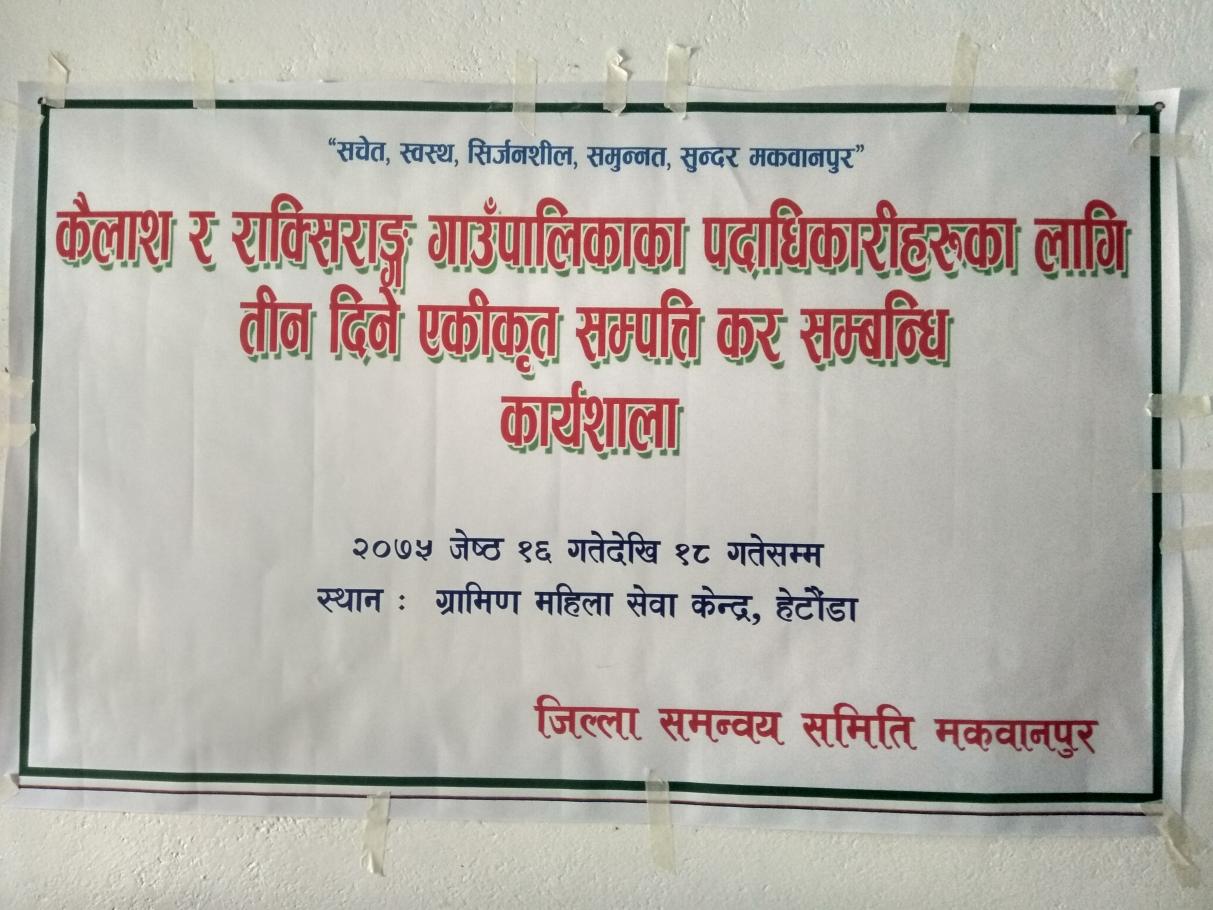 “सचेत, स्वस्थ, सिर्जनशील, समुन्नत, सुन्दर मकवानपुर”
कैलाश र राक्सिराङ्ग गाउँपालिकाका पदाधिकारीहरूका लागि
तीन दिने एकीकृत सम्पत्ति कर सम्बन्धि
कार्यशाला
२०७५ जेष्ठ १६ गतेदेखि १८ गतेसम्म
स्थान : ग्रामिण महिला सेवा केन्द्र, हेटौंडा
जिल्ला समन्वय समिति मकवानपुर